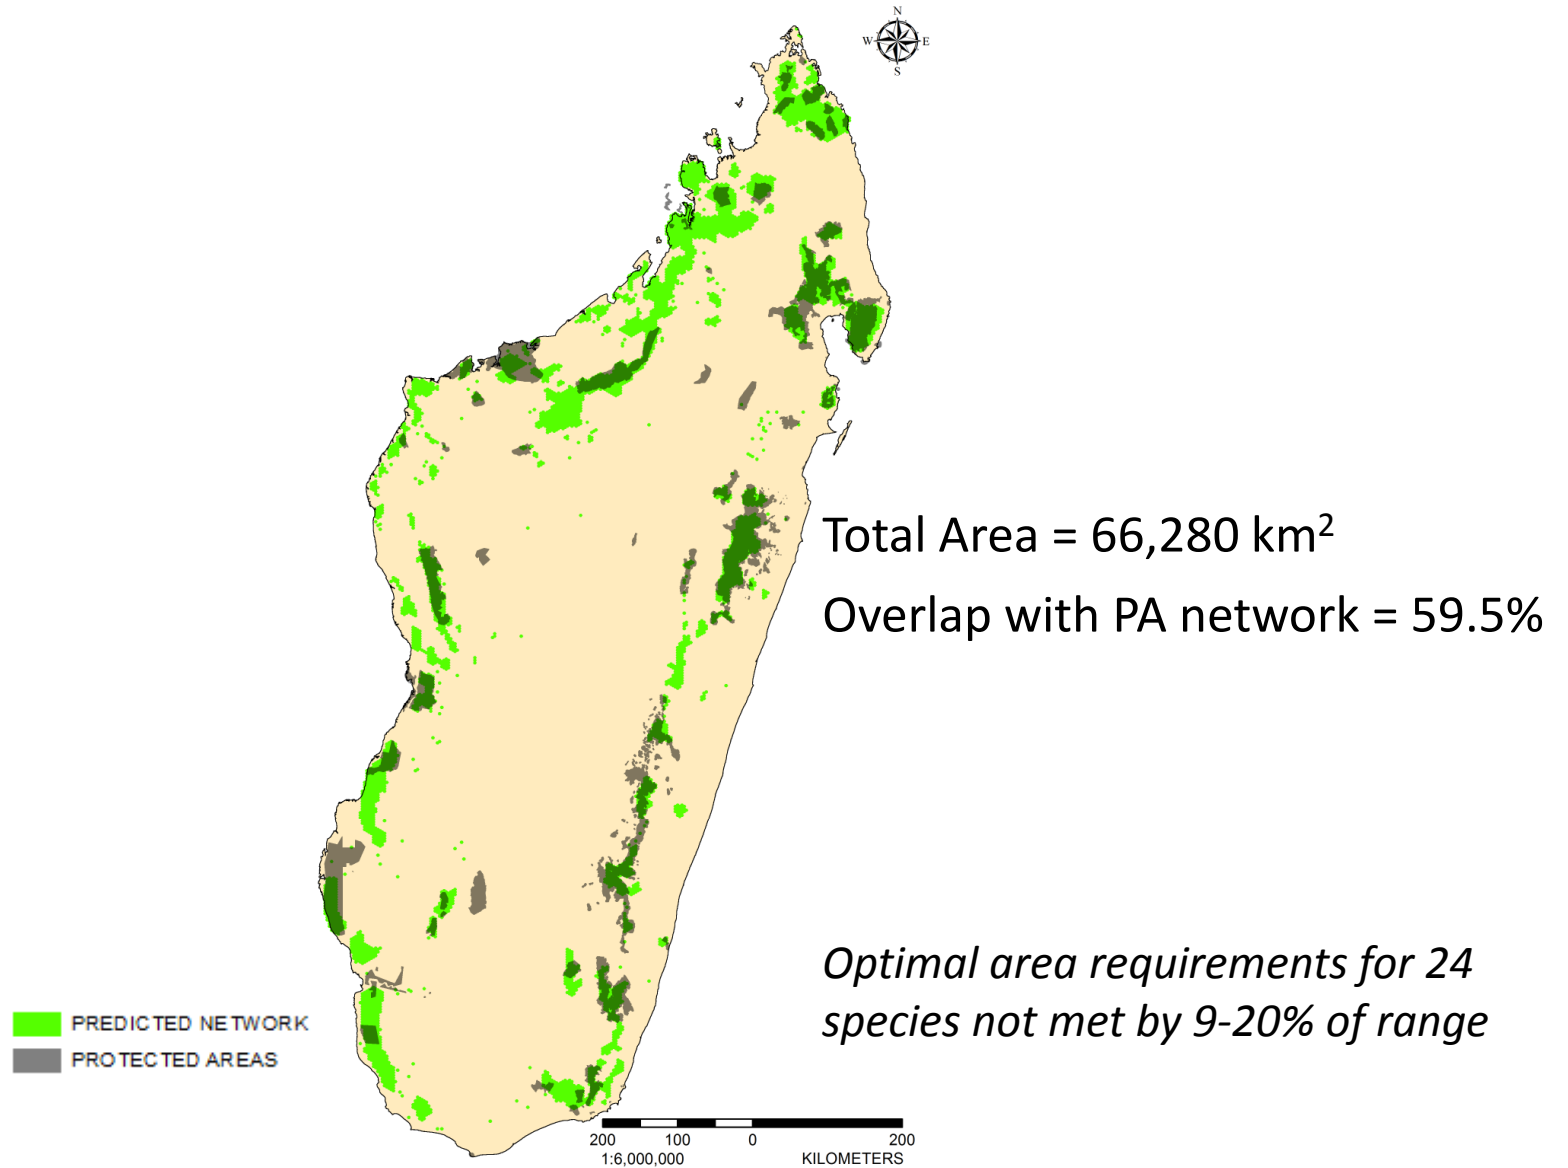 N
W E
S
Total Area = 66,280 km²
Overlap with PA network = 59.5%
Optimal area requirements for 24
species not met by 9-20% of range
PREDICTED NETWORK
PROTECTED AREAS
200 100 0 200
1:6,000,000 KILOMETERS